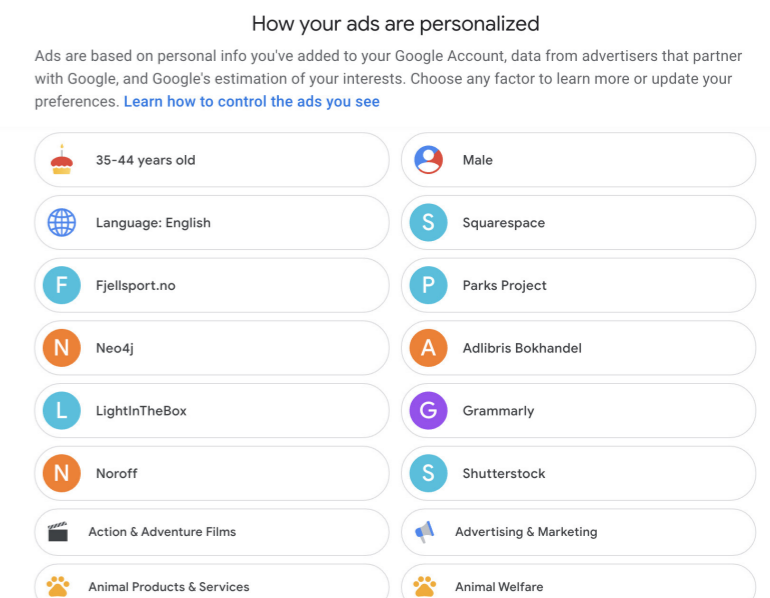 How your ads are personalized
Ads are based on personal info you've added to your Google Account, data from advertisers that partner
with Google, and Google's estimation of your interests. Choose any factor to learn more or update your
preferences. Learn how to control the ads you see
35-44 years old
Male
Language: English
S
Squarespace
F
Fjellsport.no
P
Parks Project
N
Neo4j
A
Adlibris Bokhandel
L
LightInTheBox
G
Grammarly
N
Noroff
S
Shutterstock
Action & Adventure Films
Advertising & Marketing
Animal Products & Services
Animal Welfare